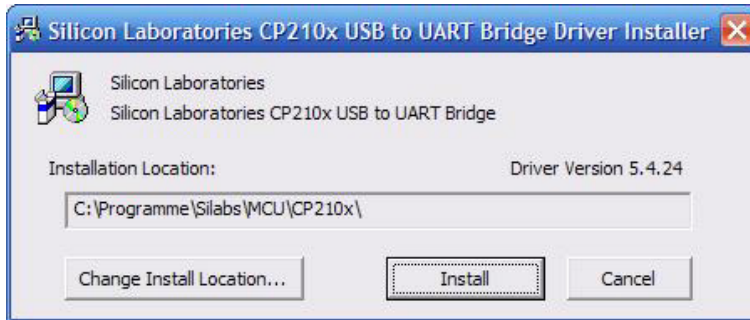 Silicon Laboratories CP210x USB to UART Bridge Driver Installer
Silicon Laboratories
Silicon Laboratories CP210x USB to UART Bridge
Installation Location:
Driver Version 5.4.24
C:\Programme\Silabs\MCU\CP210x\
Change Install Location...
Install
Cancel